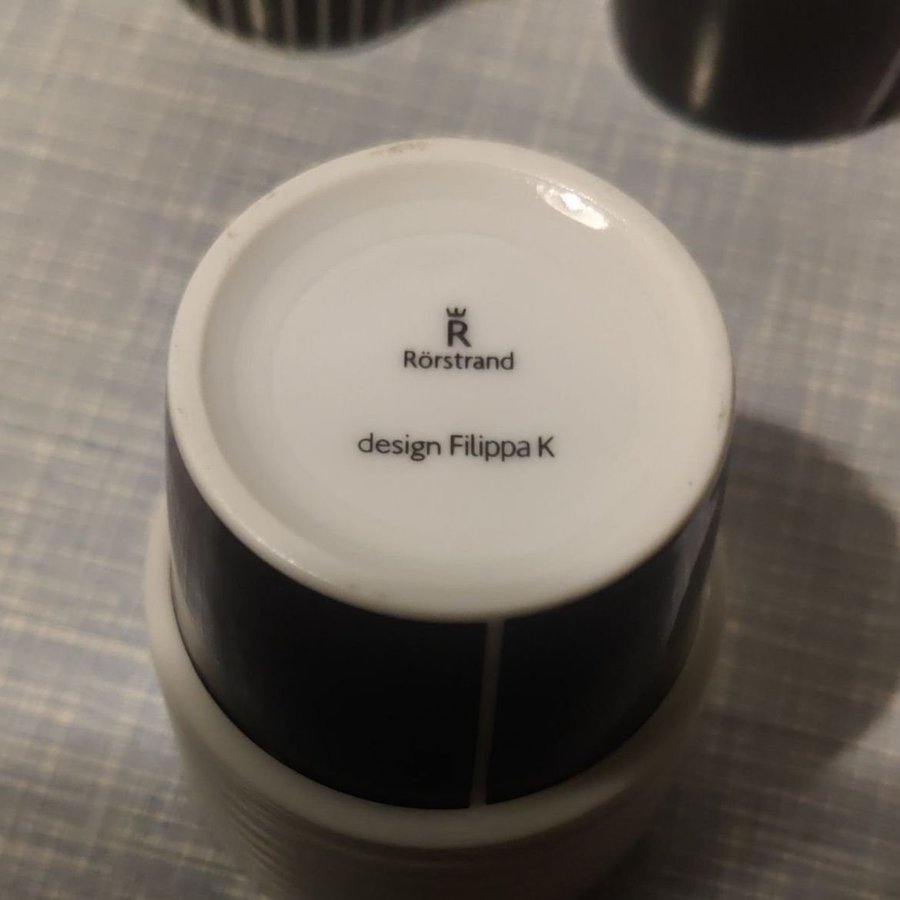 R
Rörstrand
design Filippa K